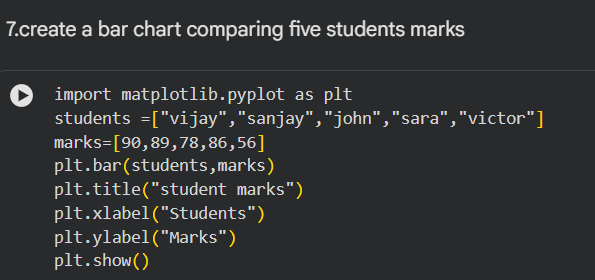 7.create a bar chart comparing five students marks
import matplotlib.pyplot as plt
students =["vijay","sanjay","john","sara","victor"]
marks=[90,89,78,86,56]
plt.bar(students,marks)
plt.title("student marks")
plt.xlabel("Students")
plt.ylabel("Marks")
plt.show()